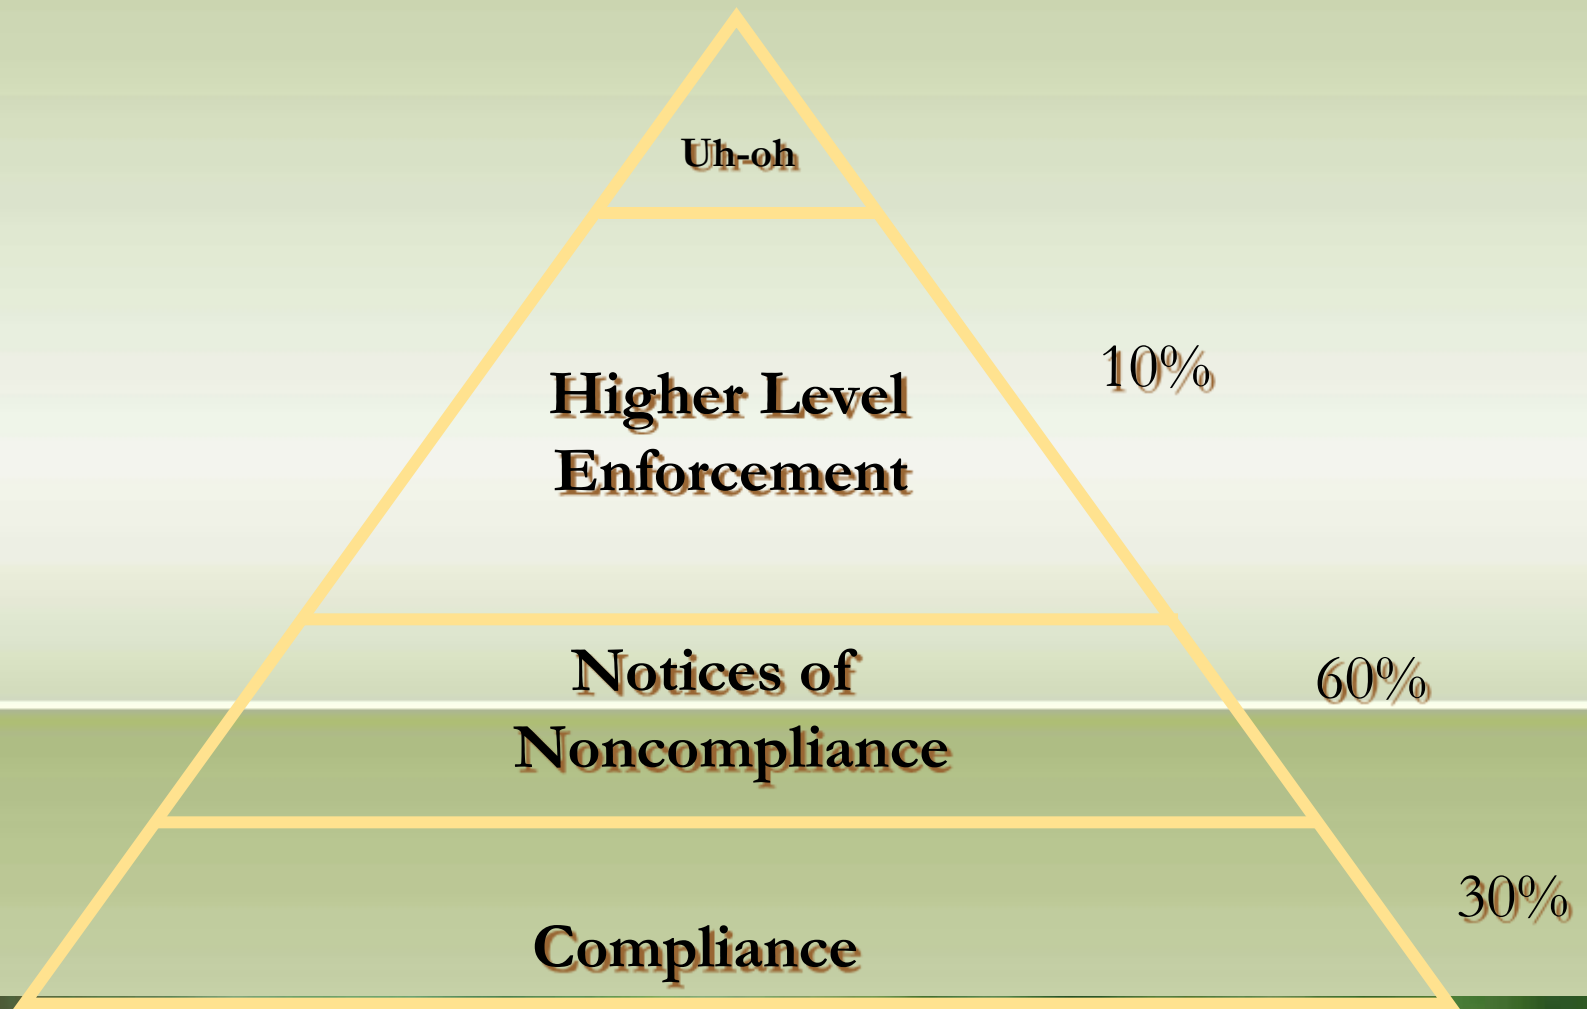 Uh-oh
Higher Level
Enforcement
10%
Notices of
Noncompliance
60%
Compliance
30%